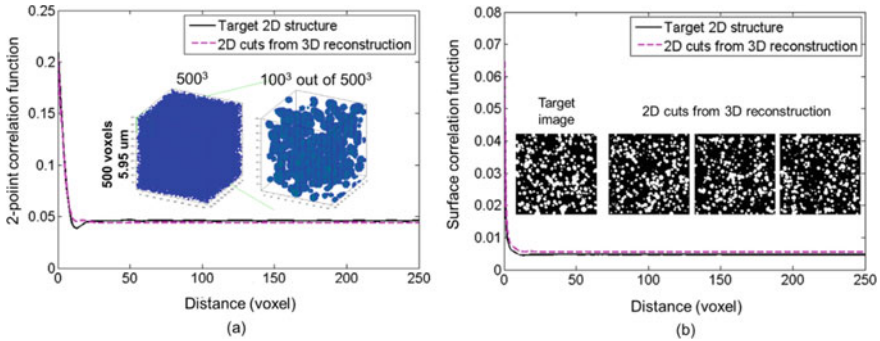 Target 2D structure
2D cuts from 3D reconstruction
2-polint correlation function
0.25
0.2
0.15
0.1
0.05
0
500³
100³ out of 500³
500 voxels
5.95 um
0
50
100
150
200
250
Distance (voxel)
(a)
Target 2D structure
2D cuts from 3D reconstruction
Surface correlation function
0.08
0.07
0.06
0.05
0.04
0.03
0.02
0.01
0
Target
image
2D cuts from 3D reconstruction
0
50
100
150
200
250
Distance (voxel)
(b)